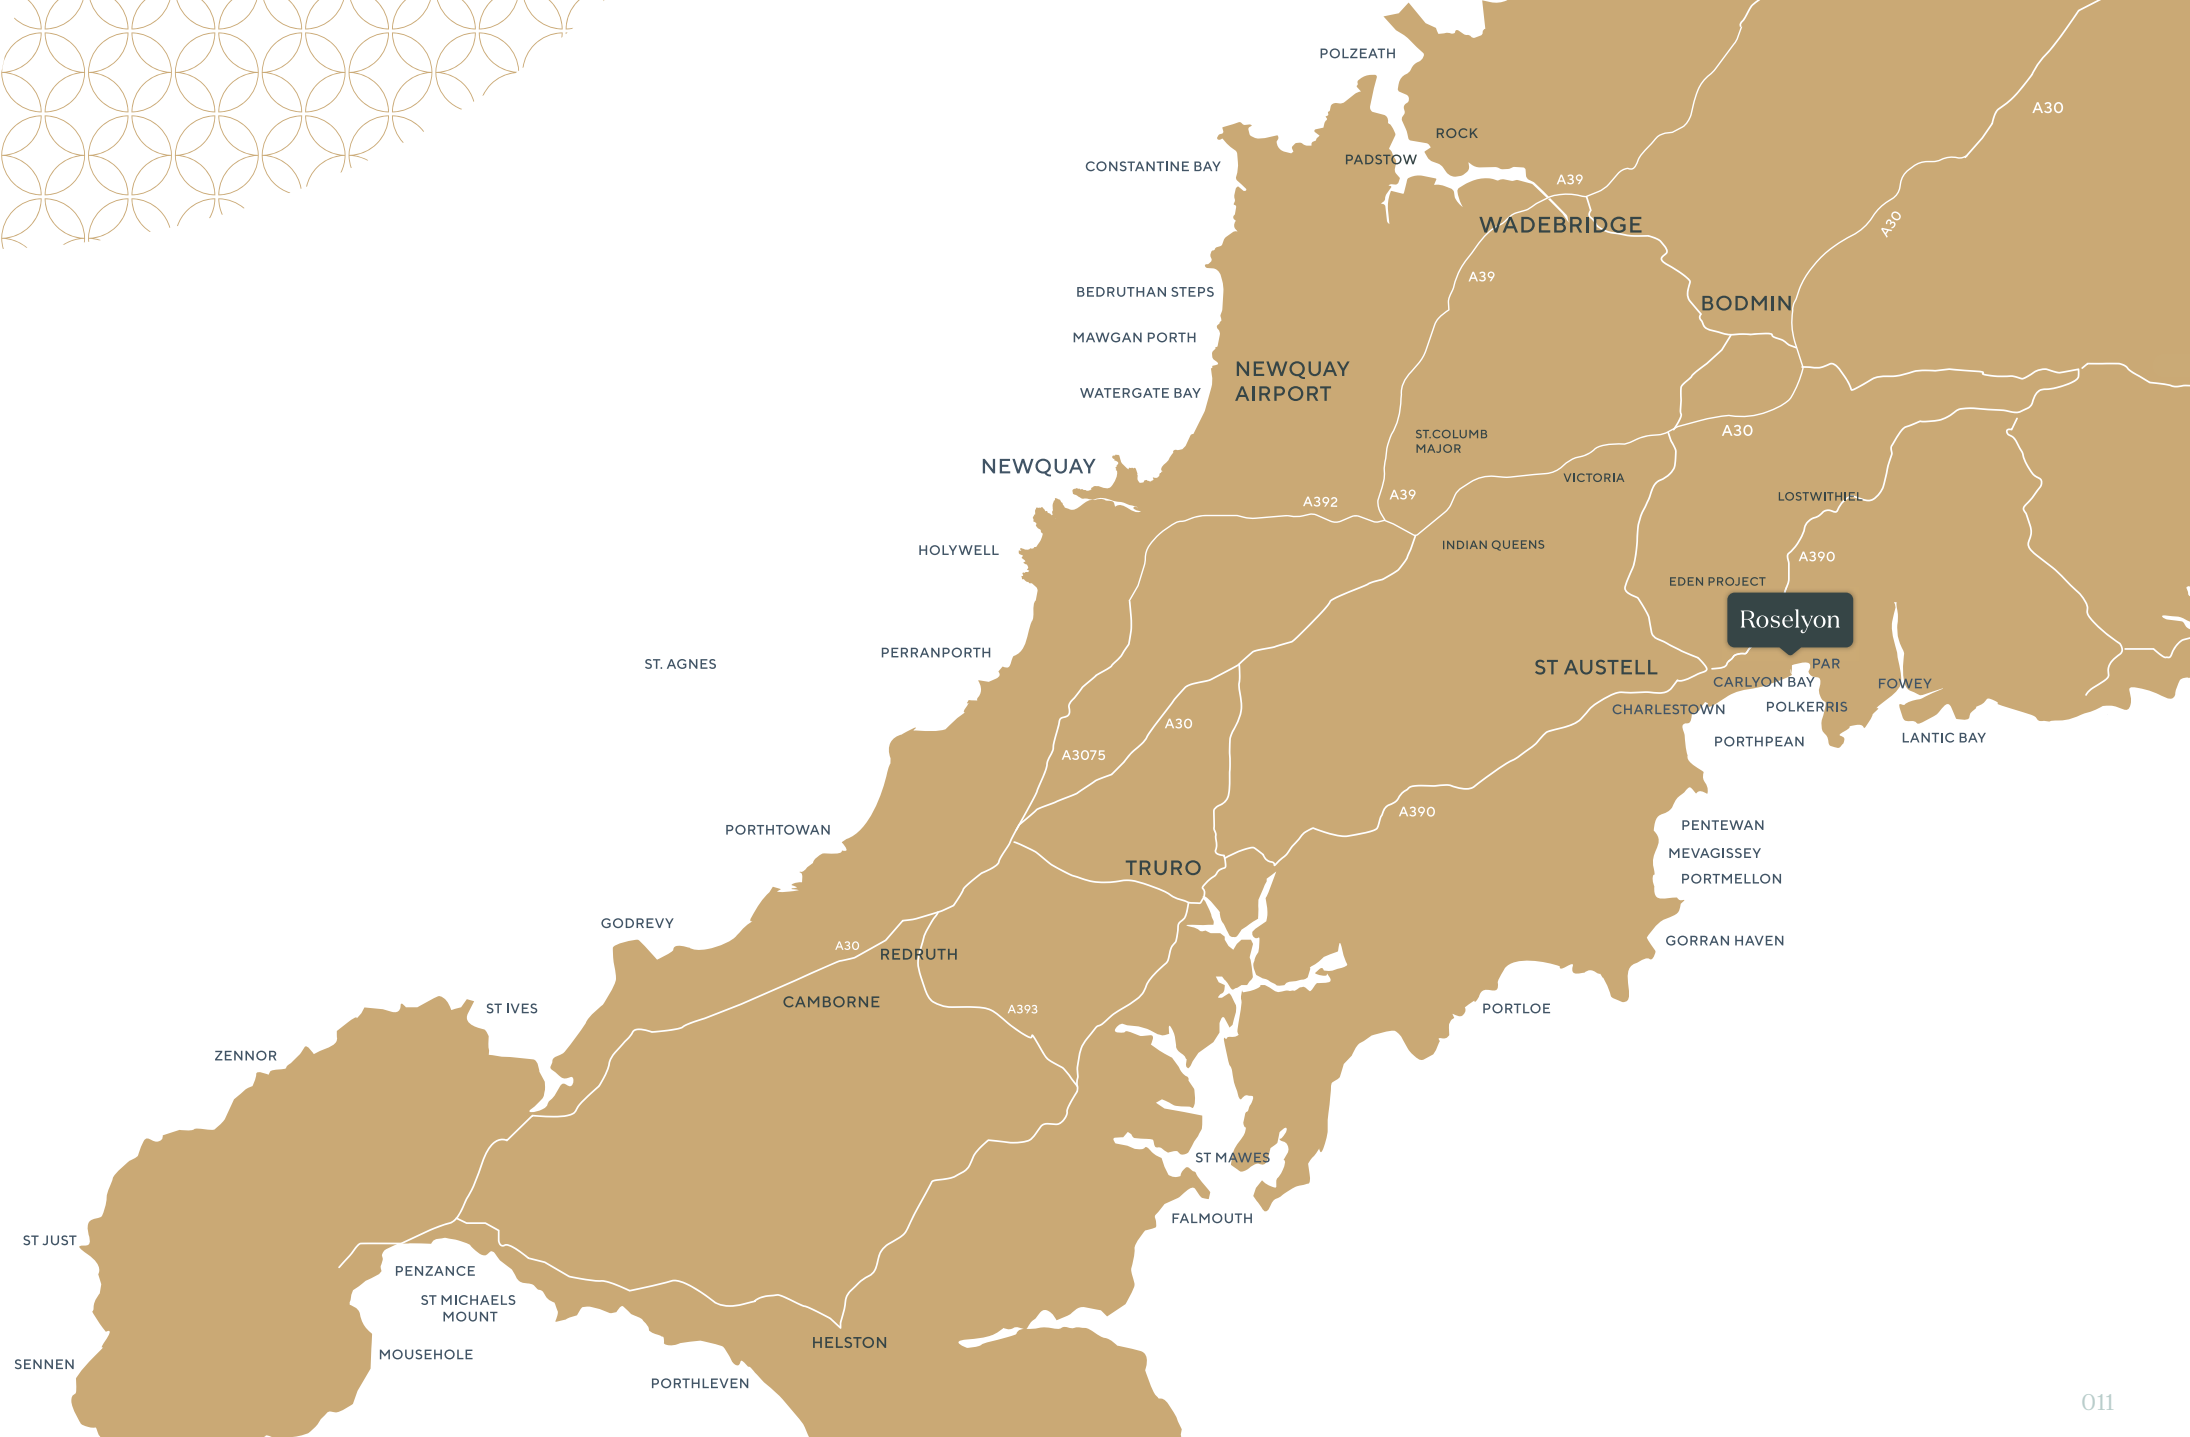 POLZEATH
A30
ROCK
PADSTOW
CONSTANTINE BAY
A39
WADEBRIDGE
A30
A39
BEDRUTHAN STEPS
BODMIN
MAWGAN PORTH
NEWQUAY
AIRPORT
WATERGATE BAY
A30
ST.COLUMB
MAJOR
NEWQUAY
VICTORIA
A39
LOSTWITHIEL
A392
INDIAN QUEENS
HOLYWELL
A390
EDEN PROJECT
Roselyon
PERRANPORTH
ST. AGNES
PAR
ST AUSTELL
CARLYON BAY
FOWEY
POLKERRIS
CHARLESTOWN
A30
LANTIC BAY
PORTHPEAN
A3075
A390
PENTEWAN
PORTHTOWAN
MEVAGISSEY
TRURO
PORTMELLON
GODREVY
GORRAN HAVEN
A30
REDRUTH
CAMBORNE
ST IVES
A393
PORTLOE
ZENNOR
ST MAWES
FALMOUTH
ST JUST
PENZANCE
ST MICHAELS
MOUNT
HELSTON
MOUSEHOLE
SENNEN
PORTHLEVEN
011